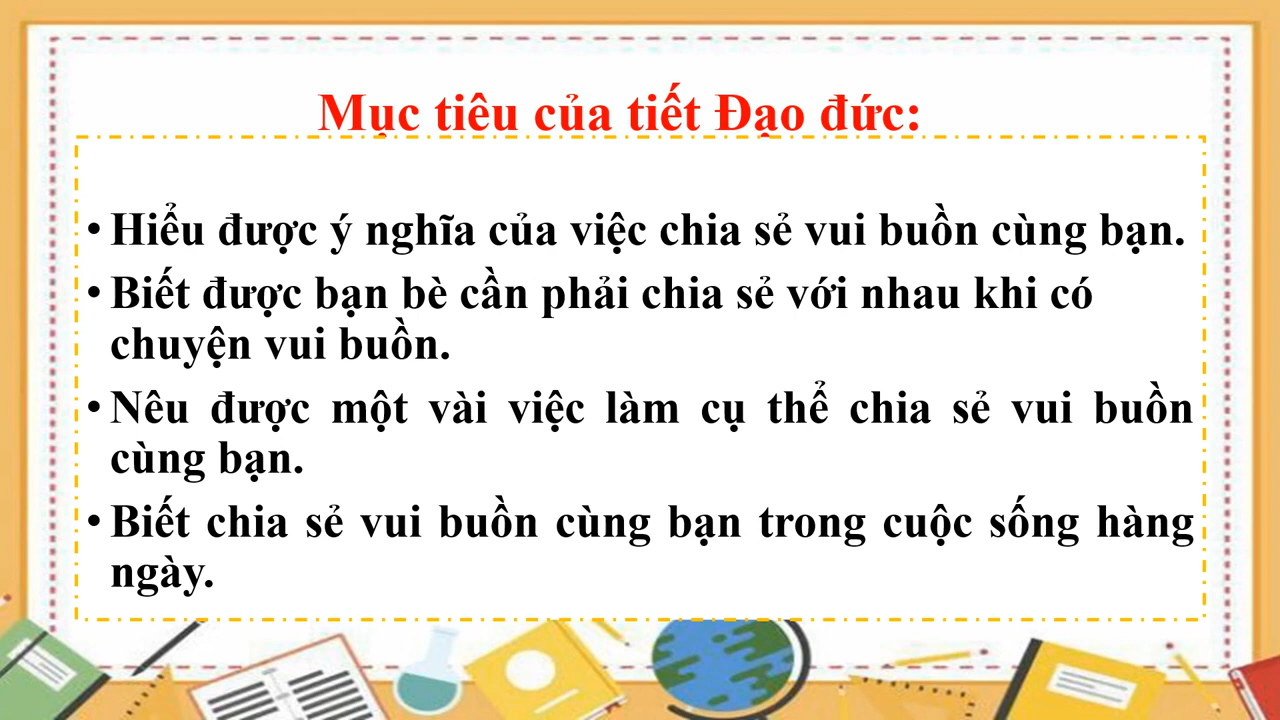 Mục tiêu của tiết Đạo đức:
• Hiểu được ý nghĩa của việc chia sẻ vui buồn cùng bạn.
• Biết được bạn bè cần phải chia sẻ với nhau khi có
chuyện vui buồn.
• Nêu được một vài việc làm cụ thể chia sẻ vui buồn
cùng bạn.
• Biết chia sẻ vui buồn cùng bạn trong cuộc sống hàng
ngày.